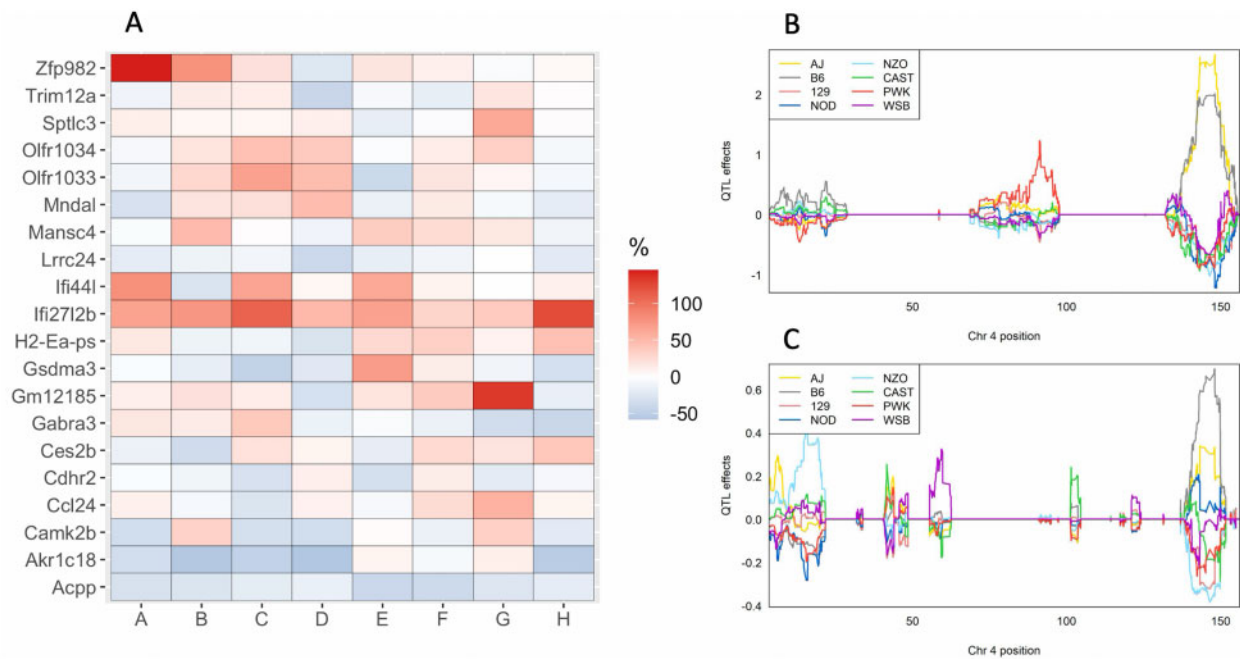 A
Zfp982
Trim12a
Sptlc3
Olfr1034
Olfr1033
Mndal
Mansc4
Lrrc24
Ifi44l
Ifi27l2b
H2-Ea-ps
Gsdma3
Gm12185
Gabra3
Ces2b
Cdhr2
Ccl24
Camk2b
Akr1c18
Acpp
A B C D E F G H
%
100
50
0
-50
B
AJ NZO
B6 CAST
129 PWK
NOD WSB
QTL effects
2
1
0
-1
50 100 150
Chr 4 position
C
AJ NZO
B6 CAST
129 PWK
NOD WSB
QTL effects
0.6
0.4
0.2
0.0
-0.2
-0.4
50 100 150
Chr 4 position